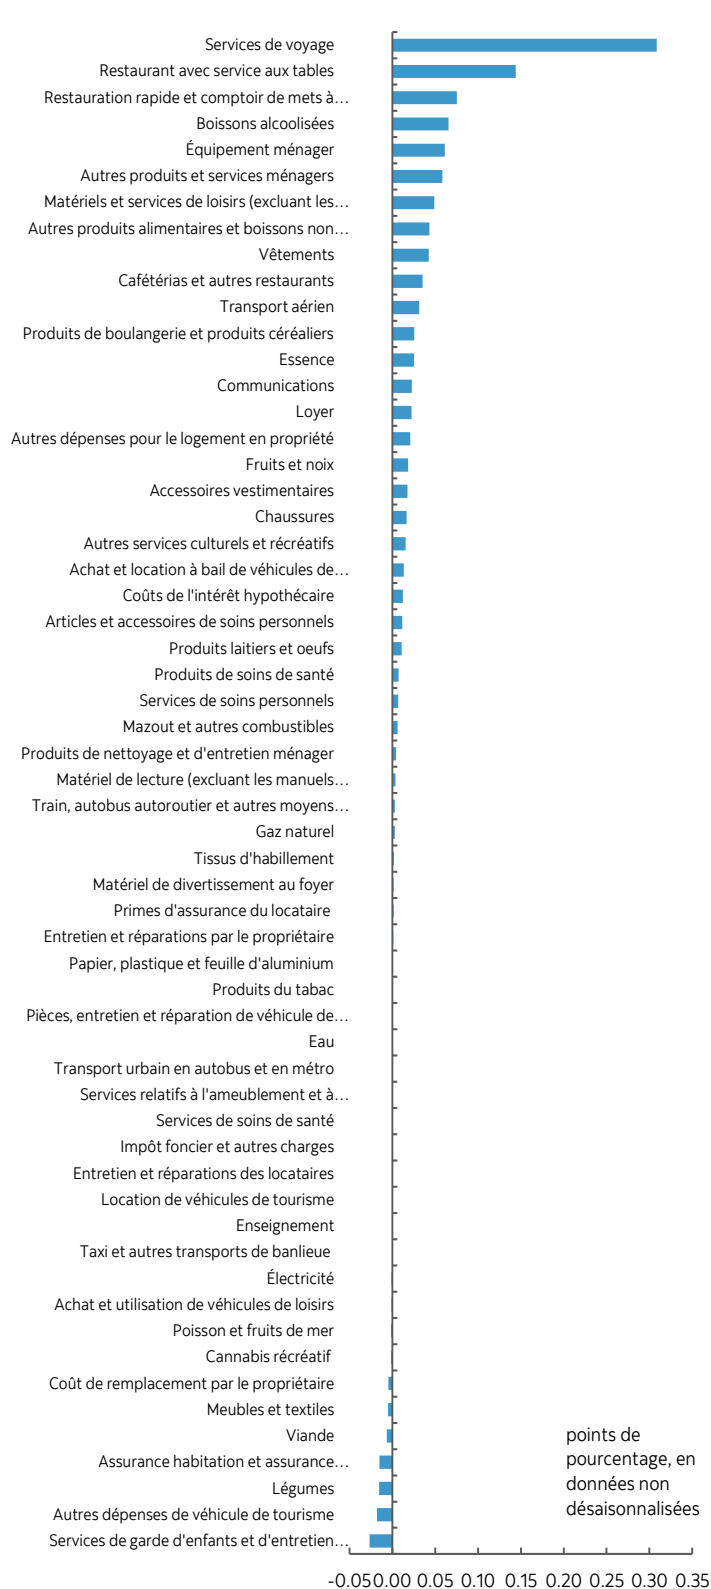 Services de voyage
Restaurant avec service aux tables
Restauration rapide et comptoir de mets à…
Boissons alcoolisées
Équipement ménager
Autres produits et services ménagers
Matériels et services de loisirs (excluant les…
Autres produits alimentaires et boissons non…
Vêtements
Cafétérias et autres restaurants
Transport aérien
Produits de boulangerie et produits céréaliers
Essence
Communications
Loyer
Autres dépenses pour le logement en propriété
Fruits et noix
Accessoires vestimentaires
Chaussures
Autres services culturels et récréatifs
Achat et location à bail de véhicules de…
Coûts de l'intérêt hypothécaire
Articles et accessoires de soins personnels
Produits laitiers et oeufs
Produits de soins de santé
Services de soins personnels
Mazout et autres combustibles
Produits de nettoyage et d'entretien ménager
Matériel de lecture (excluant les manuels…
Train, autobus autoroutier et autres moyens…
Gaz naturel
Tissus d'habillement
Matériel de divertissement au foyer
Primes d'assurance du locataire
Entretien et réparations par le propriétaire
Papier, plastique et feuille d'aluminium
Produits du tabac
Pièces, entretien et réparation de véhicule de…
Eau
Transport urbain en autobus et en métro
Services relatifs à l'ameublement et à…
Services de soins de santé
Impôt foncier et autres charges
Entretien et réparations des locataires
Location de véhicules de tourisme
Enseignement
Taxi et autres transports de banlieue
Électricité
Achat et utilisation de véhicules de loisirs
Poisson et fruits de mer
Cannabis récréatif
Coût de remplacement par le propriétaire
Meubles et textiles
Viande
Assurance habitation et assurance…
Légumes
Autres dépenses de véhicule de tourisme
Services de garde d'enfants et d'entretien…
points de
pourcentage, en
données non
désaisonnalisées
-0.05 0.00 0.05 0.10 0.15 0.20 0.25 0.30 0.35